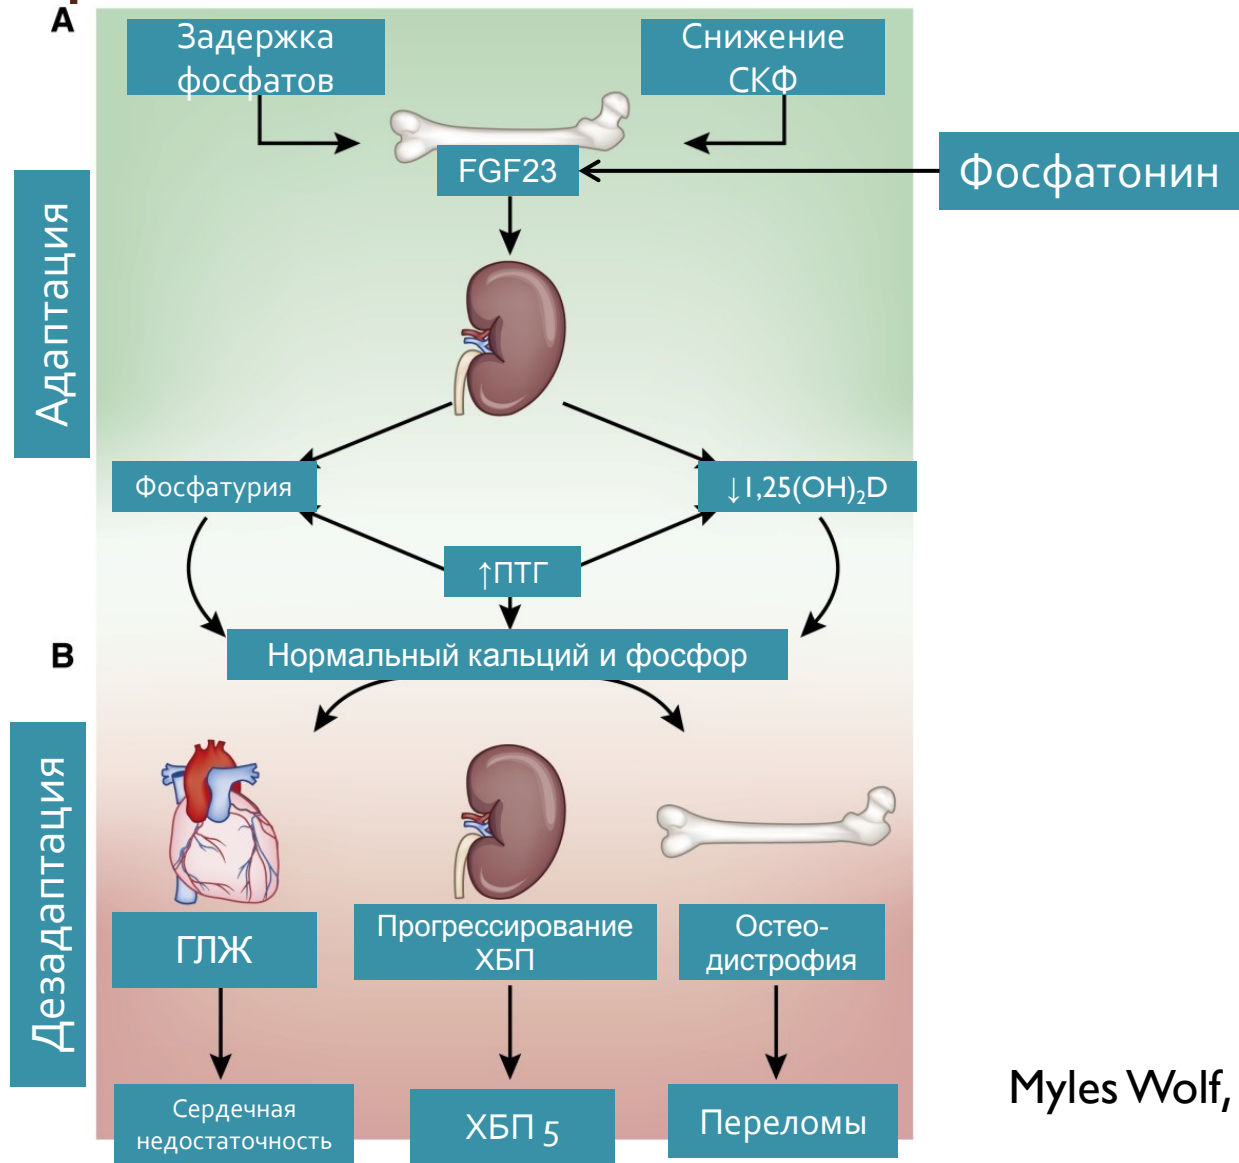 A
Задержка
фосфатов
Снижение
СКФ
FGF23
Фосфатонин
Адаптация
Фосфатурия
↓1,25(OH)₂D
↑ПТГ
Нормальный кальций и фосфор
B
Дезадаптация
ГЛЖ
Прогрессирование
ХБП
Остео-
дистрофия
Сердечная
недостаточность
ХБП 5
Переломы
Myles Wolf,